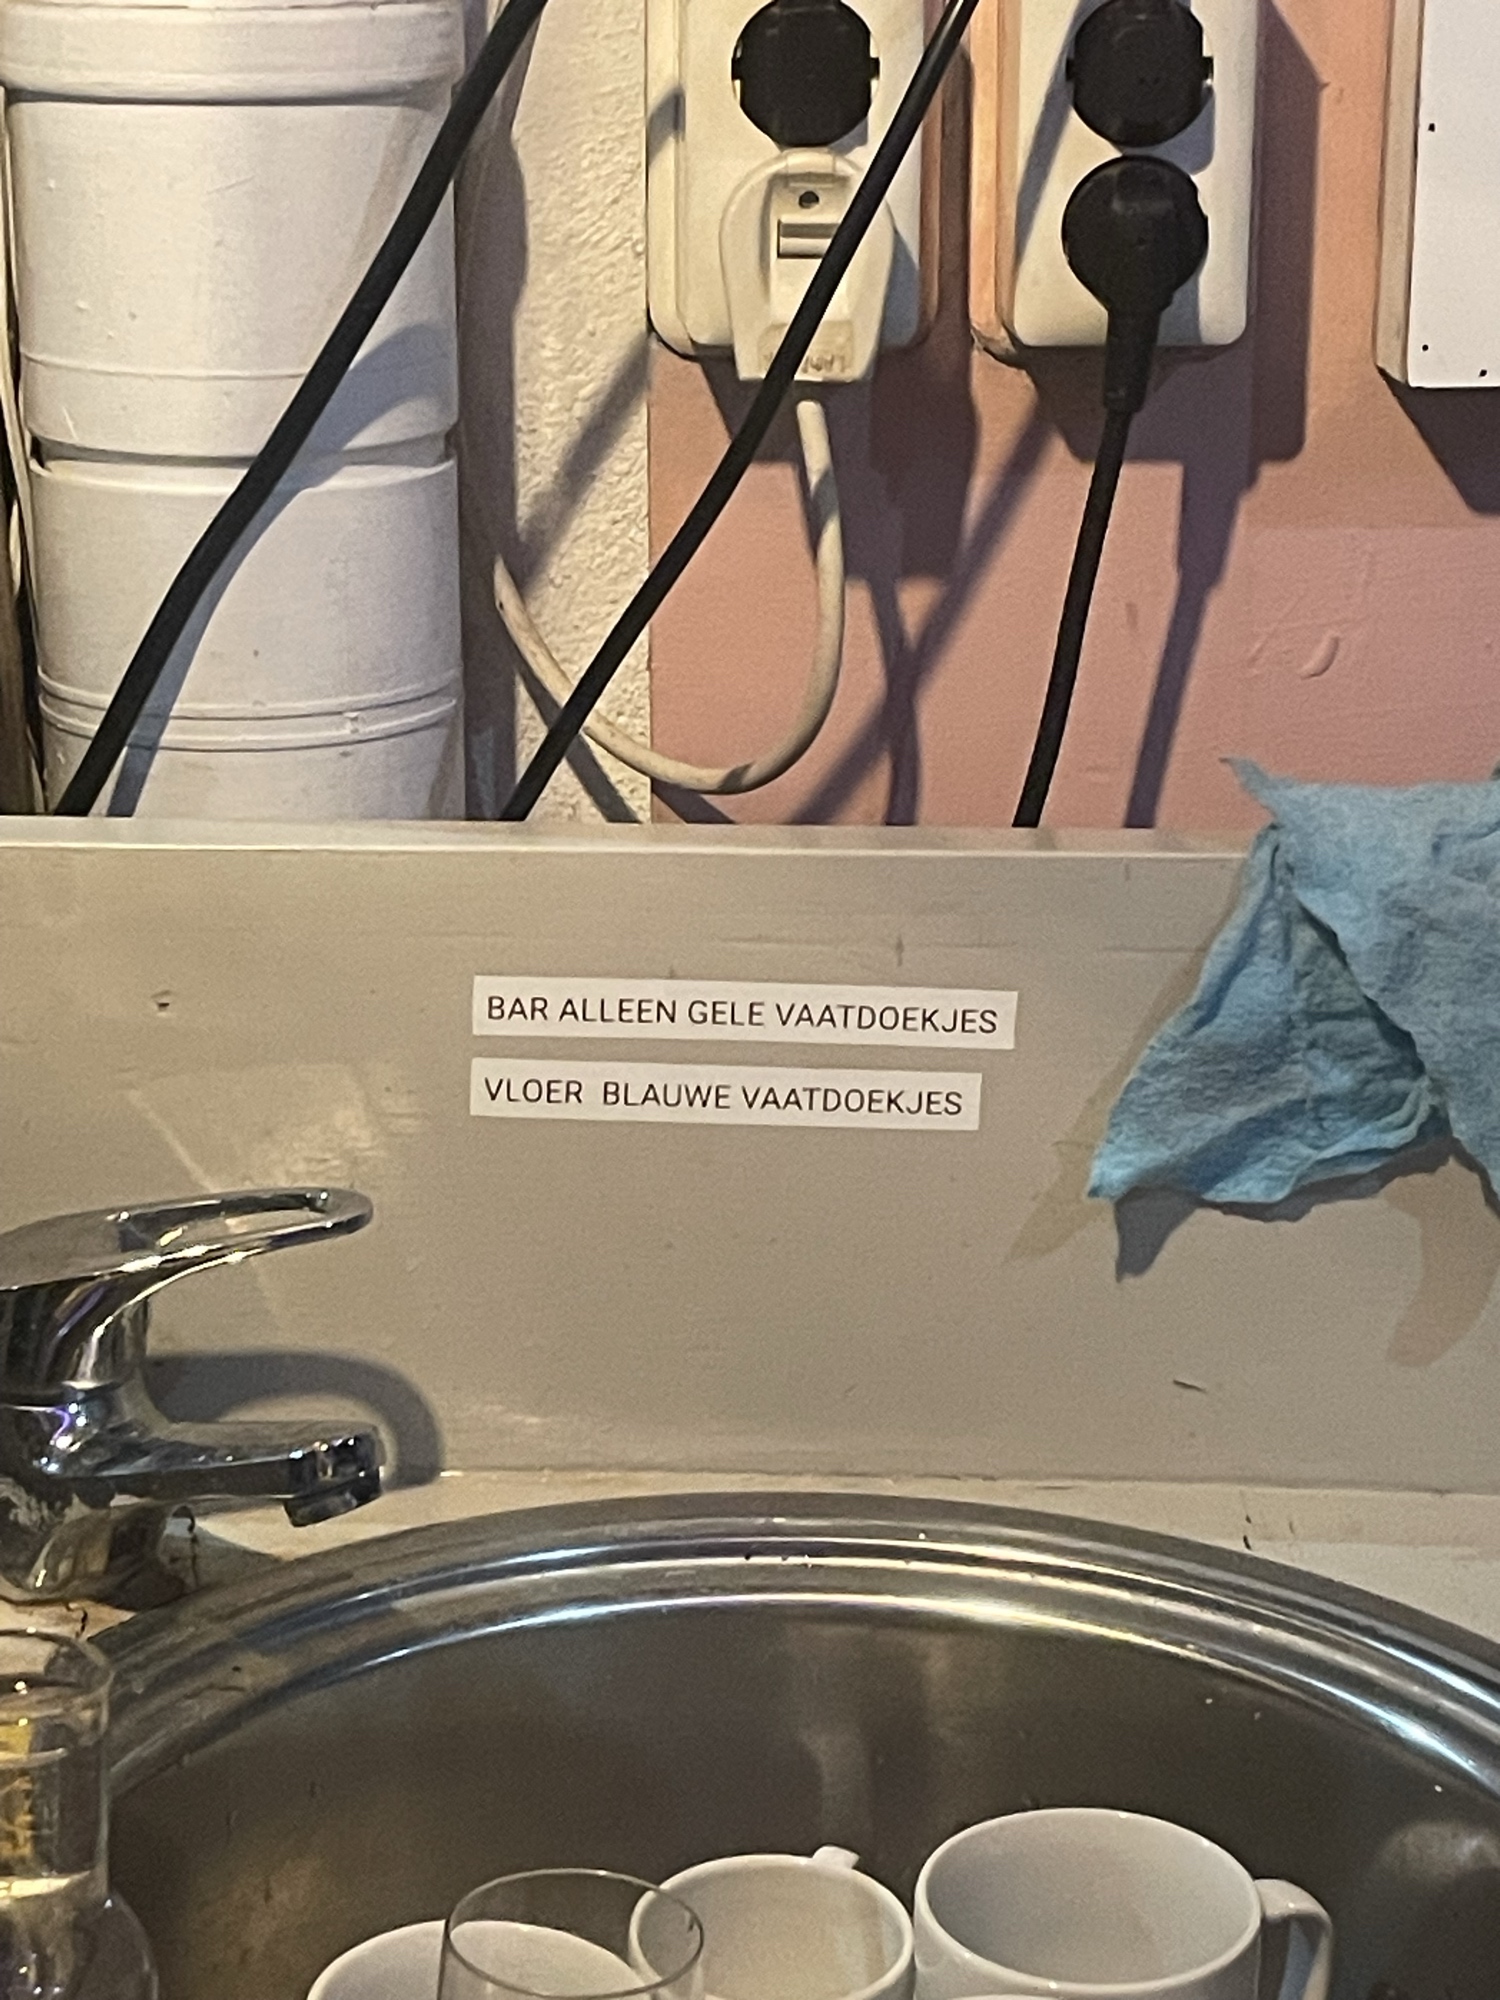 BAR ALLEEN GELE VAATDOEKJES
VLOER  BLAUWE VAATDOEKJES